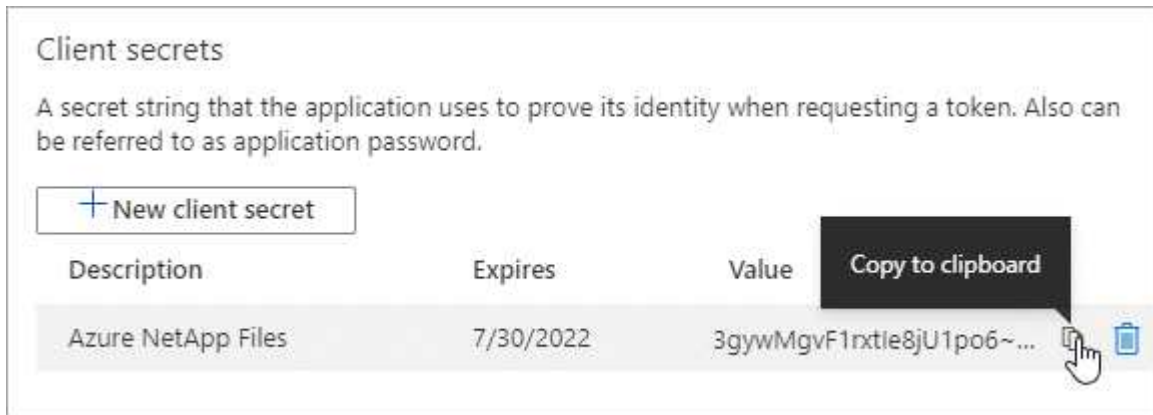 Client secrets
A secret string that the application uses to prove its identity when requesting a token. Also can
be referred to as application password.
+ New client secret
Copy to clipboard
Description Expires Value
Azure NetApp Files 7/30/2022 3gywMgvF1rxtIe8jU1po6~...